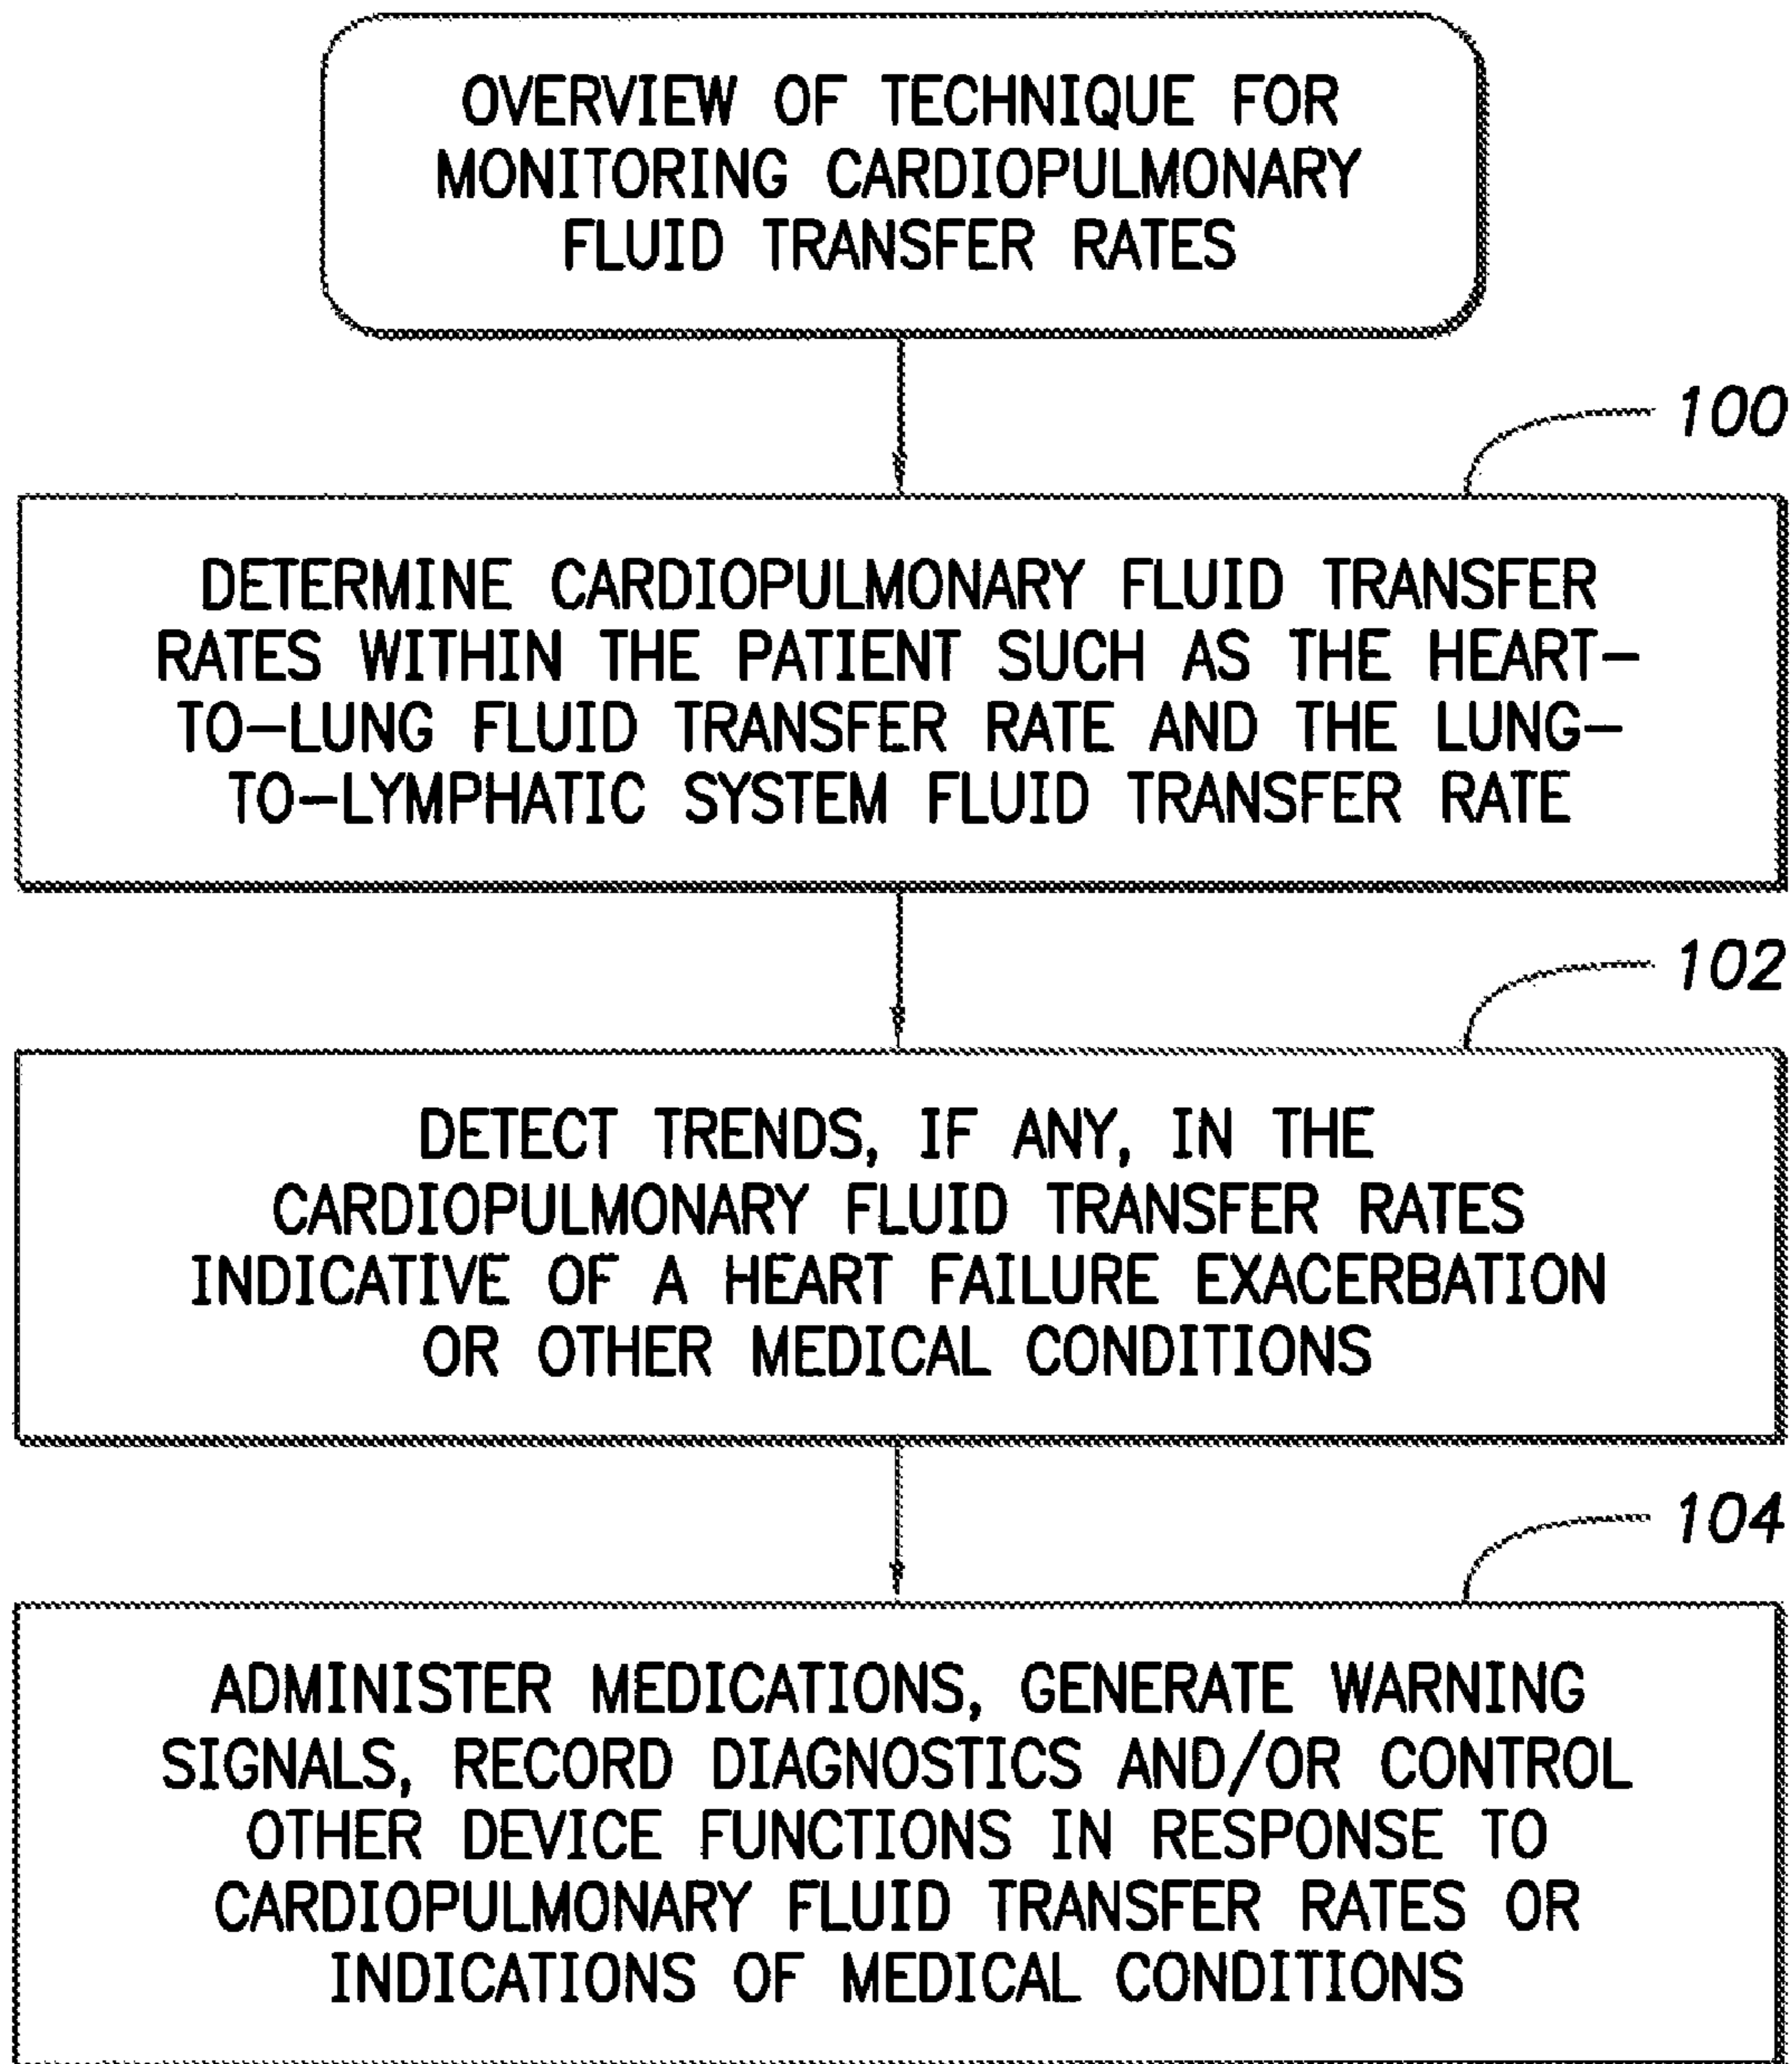 OVERVIEW OF TECHNIQUE FOR
MONITORING CARDIOPULMONARY
FLUID TRANSFER RATES
100
DETERMINE CARDIOPULMONARY FLUID TRANSFER
RATES WITHIN THE PATIENT SUCH AS THE HEART–
TO–LUNG FLUID TRANSFER RATE AND THE LUNG–
TO–LYMPHATIC SYSTEM FLUID TRANSFER RATE
102
DETECT TRENDS, IF ANY, IN THE
CARDIOPULMONARY FLUID TRANSFER RATES
INDICATIVE OF A HEART FAILURE EXACERBATION
OR OTHER MEDICAL CONDITIONS
104
ADMINISTER MEDICATIONS, GENERATE WARNING
SIGNALS, RECORD DIAGNOSTICS AND/OR CONTROL
OTHER DEVICE FUNCTIONS IN RESPONSE TO
CARDIOPULMONARY FLUID TRANSFER RATES OR
INDICATIONS OF MEDICAL CONDITIONS